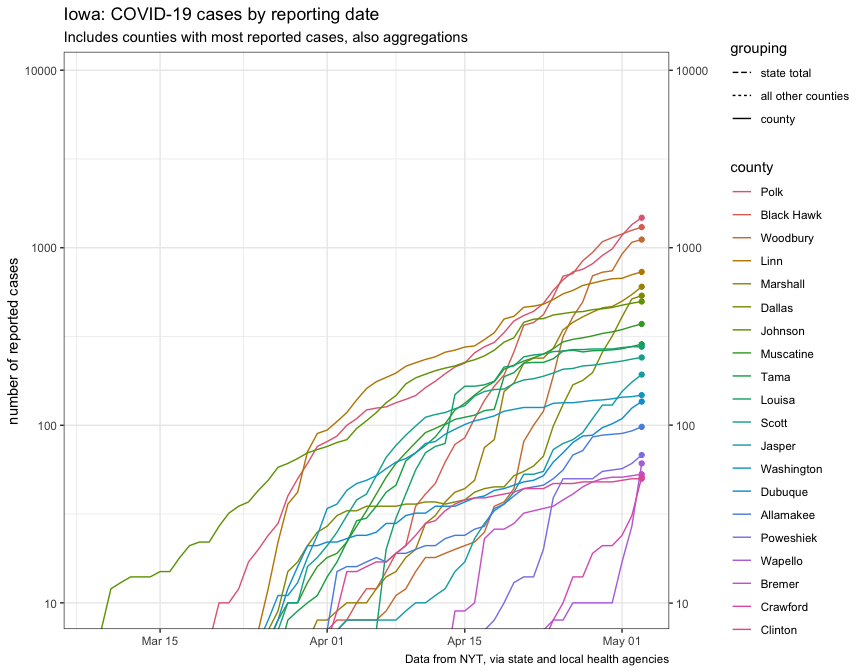 Iowa: COVID-19 cases by reporting date
Includes counties with most reported cases, also aggregations
number of reported cases
10000
1000
100
10
10000
1000
100
10
Mar 15
Apr 01
Apr 15
May 01
Data from NYT, via state and local health agencies
grouping
state total
all other counties
county
county
Polk
Black Hawk
Woodbury
Linn
Marshall
Dallas
Johnson
Muscatine
Tama
Louisa
Scott
Jasper
Washington
Dubuque
Allamakee
Poweshiek
Wapello
Bremer
Crawford
Clinton